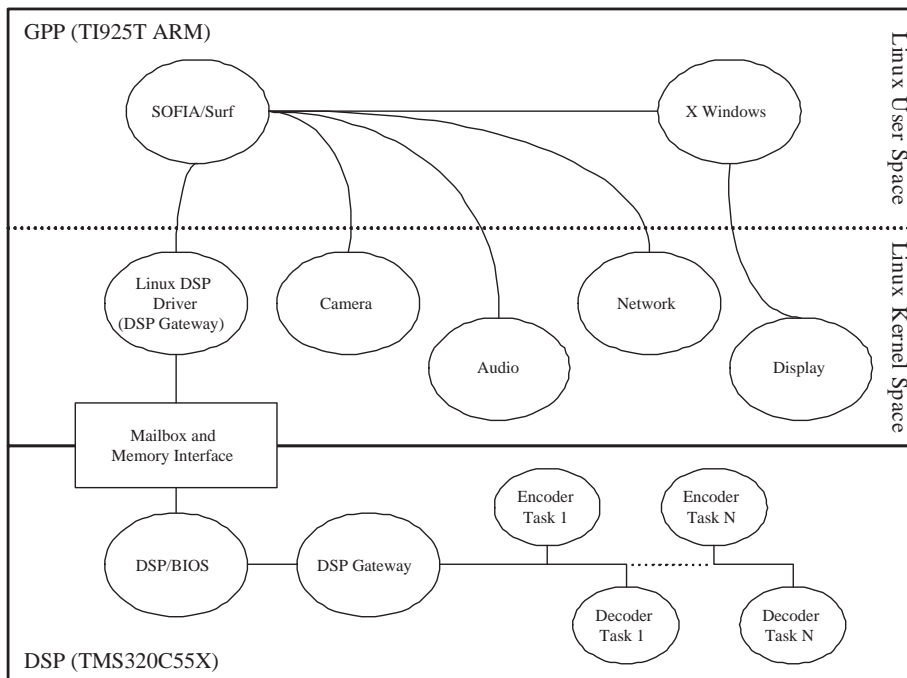 GPP (TI925T ARM)
Linux User Space
SOFIA/Surf
X Windows
Linux Kernel Space
Linux DSP
Driver
(DSP Gateway)
Camera
Network
Audio
Display
Mailbox and
Memory Interface
Encoder
Task 1
Encoder
Task N
DSP/BIOS
DSP Gateway
Decoder
Task 1
Decoder
Task N
DSP (TMS320C55X)